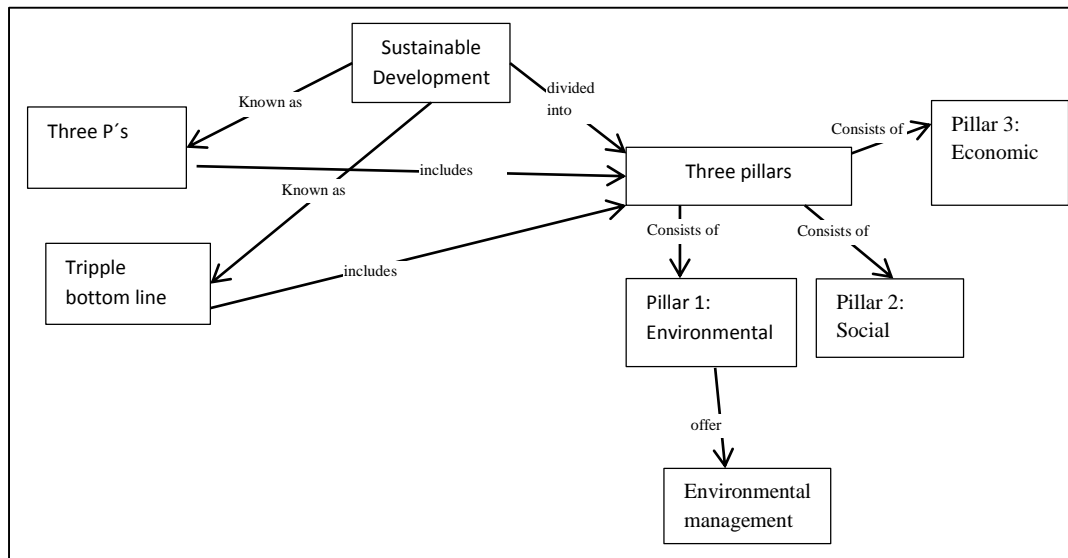 Sustainable
Development
divided
into
Known as
Three P´s
includes
Three pillars
Consists of
Pillar 3:
Economic
Known as
Tripple
bottom line
includes
Consists of
Consists of
Pillar 1:
Environmental
Pillar 2:
Social
offer
Environmental
management